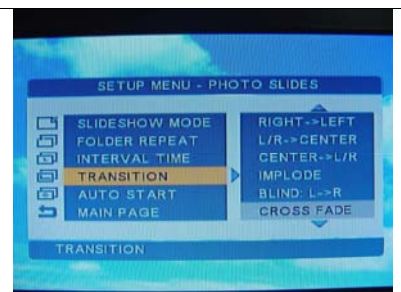 SETUP MENU - PHOTO SLIDES
SLIDESHOW MODE
FOLDER REPEAT
INTERVAL TIME
TRANSITION
AUTO START
MAIN PAGE
RIGHT->LEFT
L/R->CENTER
CENTER->L/R
IMPLODE
BLIND: L->R
CROSS FADE
TRANSITION